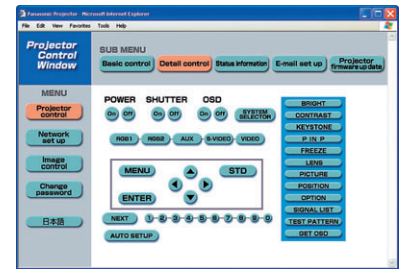 Panasonic Projector - Microsoft Internet Explorer
File Edit View Favorites Tools Help
Projector
Control
Window
SUB MENU
Basic control
Detail control
Status information
E-mail set up
Projector
firmware up date
MENU
Projector
control
Network
set up
Image
control
Change
password
日本語
POWER SHUTTER OSD
On Off On Off On Off
SYSTEM
SELECTOR
RGB1 RGB2 AUX S-VIDEO VIDEO
MENU
STD
ENTER
NEXT 1 2 3 4 5 6 7 8 9 0
AUTO SETUP
BRIGHT
CONTRAST
KEYSTONE
P IN P
FREEZE
LENS
PICTURE
POSITION
OPTION
SIGNAL LIST
TEST PATTERN
GET OSD